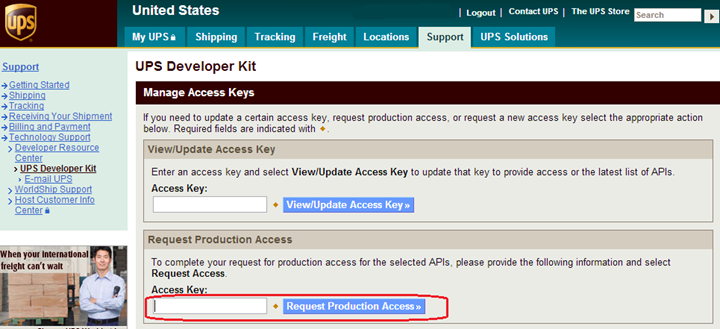 ups
United States
Logout | Contact UPS | The UPS Store
Search
My UPS Shipping Tracking Freight Locations Support UPS Solutions
Support
Getting Started
Shipping
Tracking
Receiving Your Shipment
Billing and Payment
Technology Support
Developer Resource
Center
UPS Developer Kit
E-mail UPS
WorldShip Support
Host Customer Info
Center
When your international
freight can't wait
UPS Developer Kit
Manage Access Keys
If you need to update a certain access key, request production access, or request a new access key select the appropriate action
below. Required fields are indicated with ⬥ .
View/Update Access Key
Enter an access key and select View/Update Access Key to update that key to provide access or the latest list of APIs.
Access Key:
⬥ View/Update Access Key »
Request Production Access
To complete your request for production access for the selected APIs, please provide the following information and select
Request Access.
Access Key:
⬥ Request Production Access »